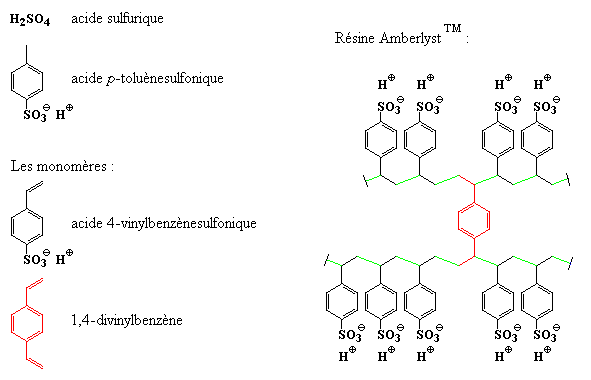 H2SO4 acide sulfurique
acide p-toluènesulfonique
SO3⊖ H⊕
Les monomères :
acide 4-vinylbenzènesulfonique
SO3⊖ H⊕
1,4-divinylbenzène
Résine Amberlyst™ :
H⊕ H⊕ H⊕ H⊕
SO3⊖ SO3⊖ SO3⊖ SO3⊖
SO3⊖ SO3⊖ SO3⊖ SO3⊖ SO3⊖
H⊕ H⊕ H⊕ H⊕ H⊕